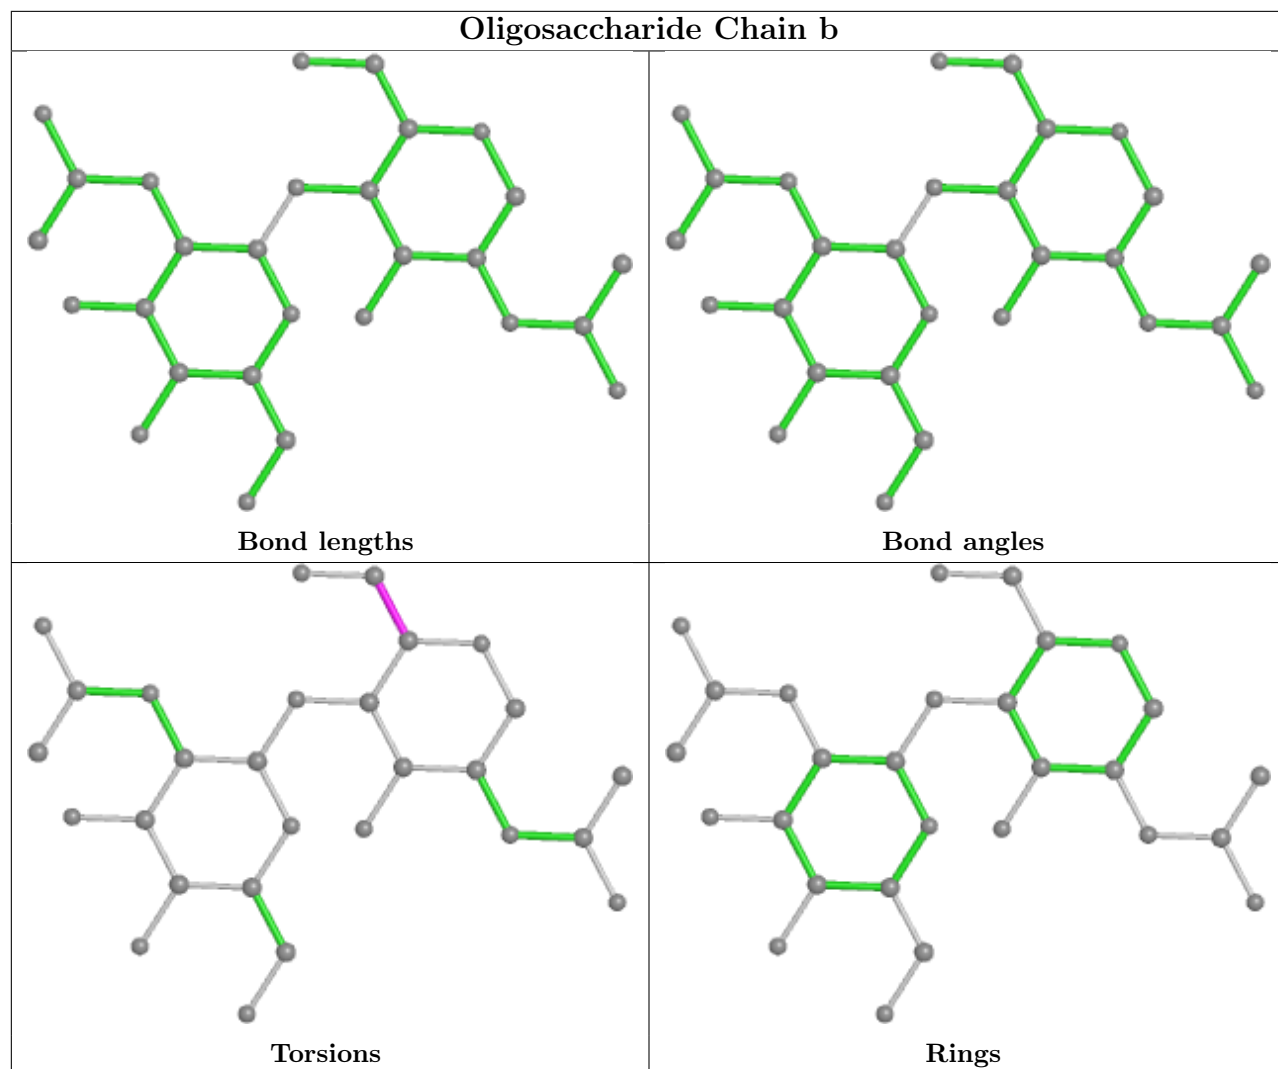 Oligosaccharide Chain b
Bond lengths
Bond angles
Torsions
Rings